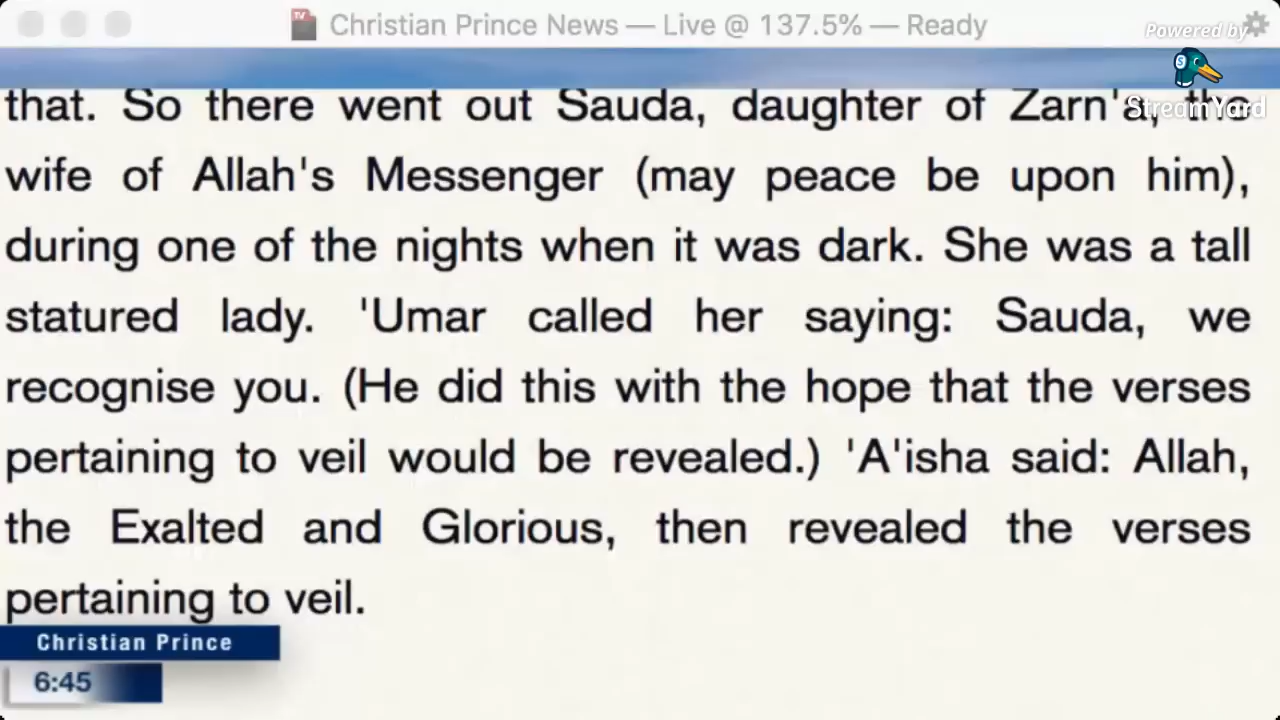 Christian Prince News — Live @ 137.5% — Ready
Powered by
StreamYard
that. So there went out Sauda, daughter of Zarn'a, the
wife of Allah's Messenger (may peace be upon him),
during one of the nights when it was dark. She was a tall
statured lady. 'Umar called her saying: Sauda, we
recognise you. (He did this with the hope that the verses
pertaining to veil would be revealed.) 'A'isha said: Allah,
the Exalted and Glorious, then revealed the verses
pertaining to veil.
Christian Prince
6:45